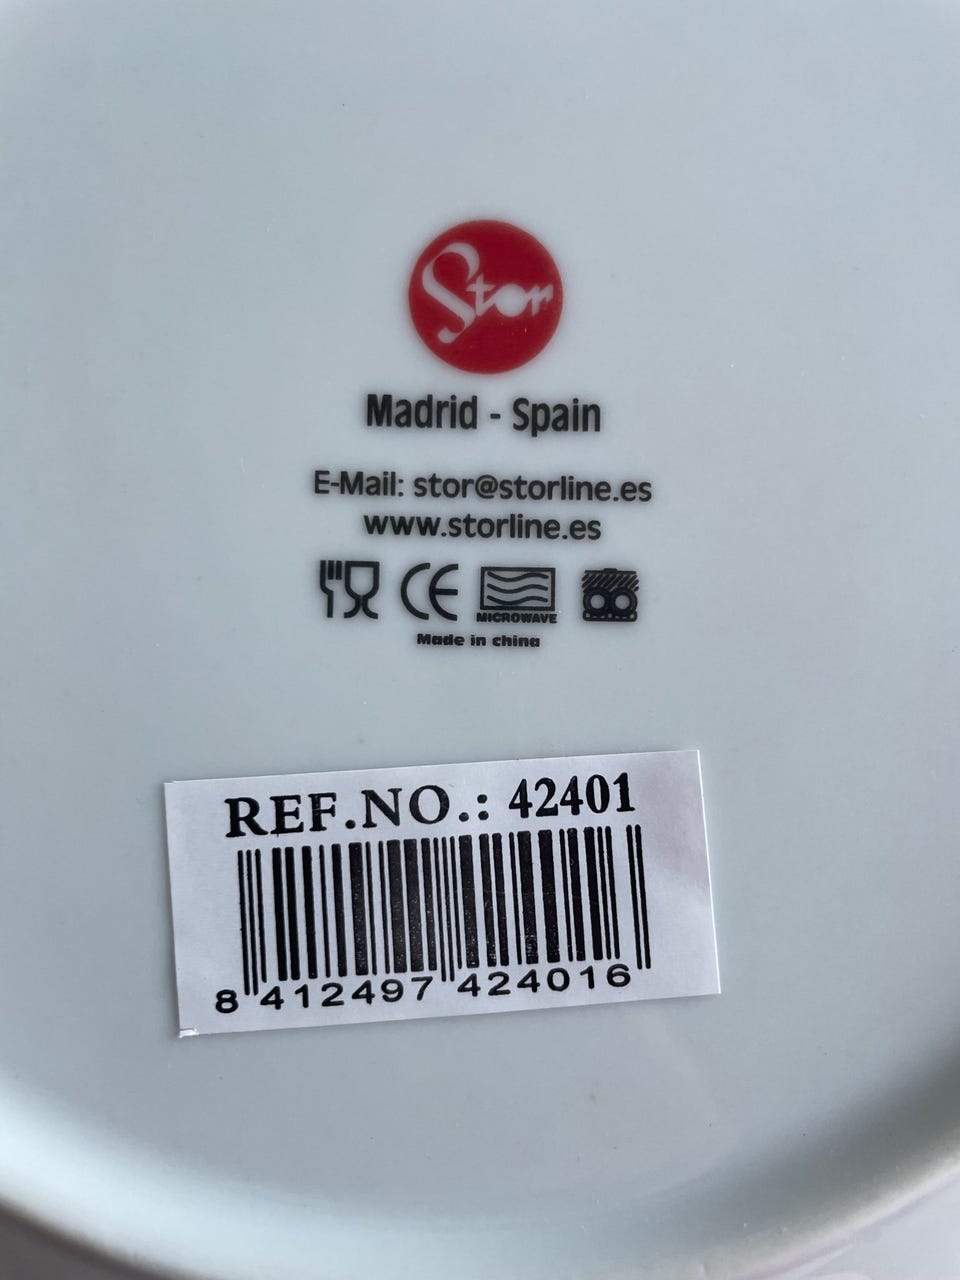 Stor
Madrid - Spain
E-Mail: stor@storline.es
www.storline.es
CE
MICROWAVE
Made in china
REF.NO.: 42401
8 412497 424016